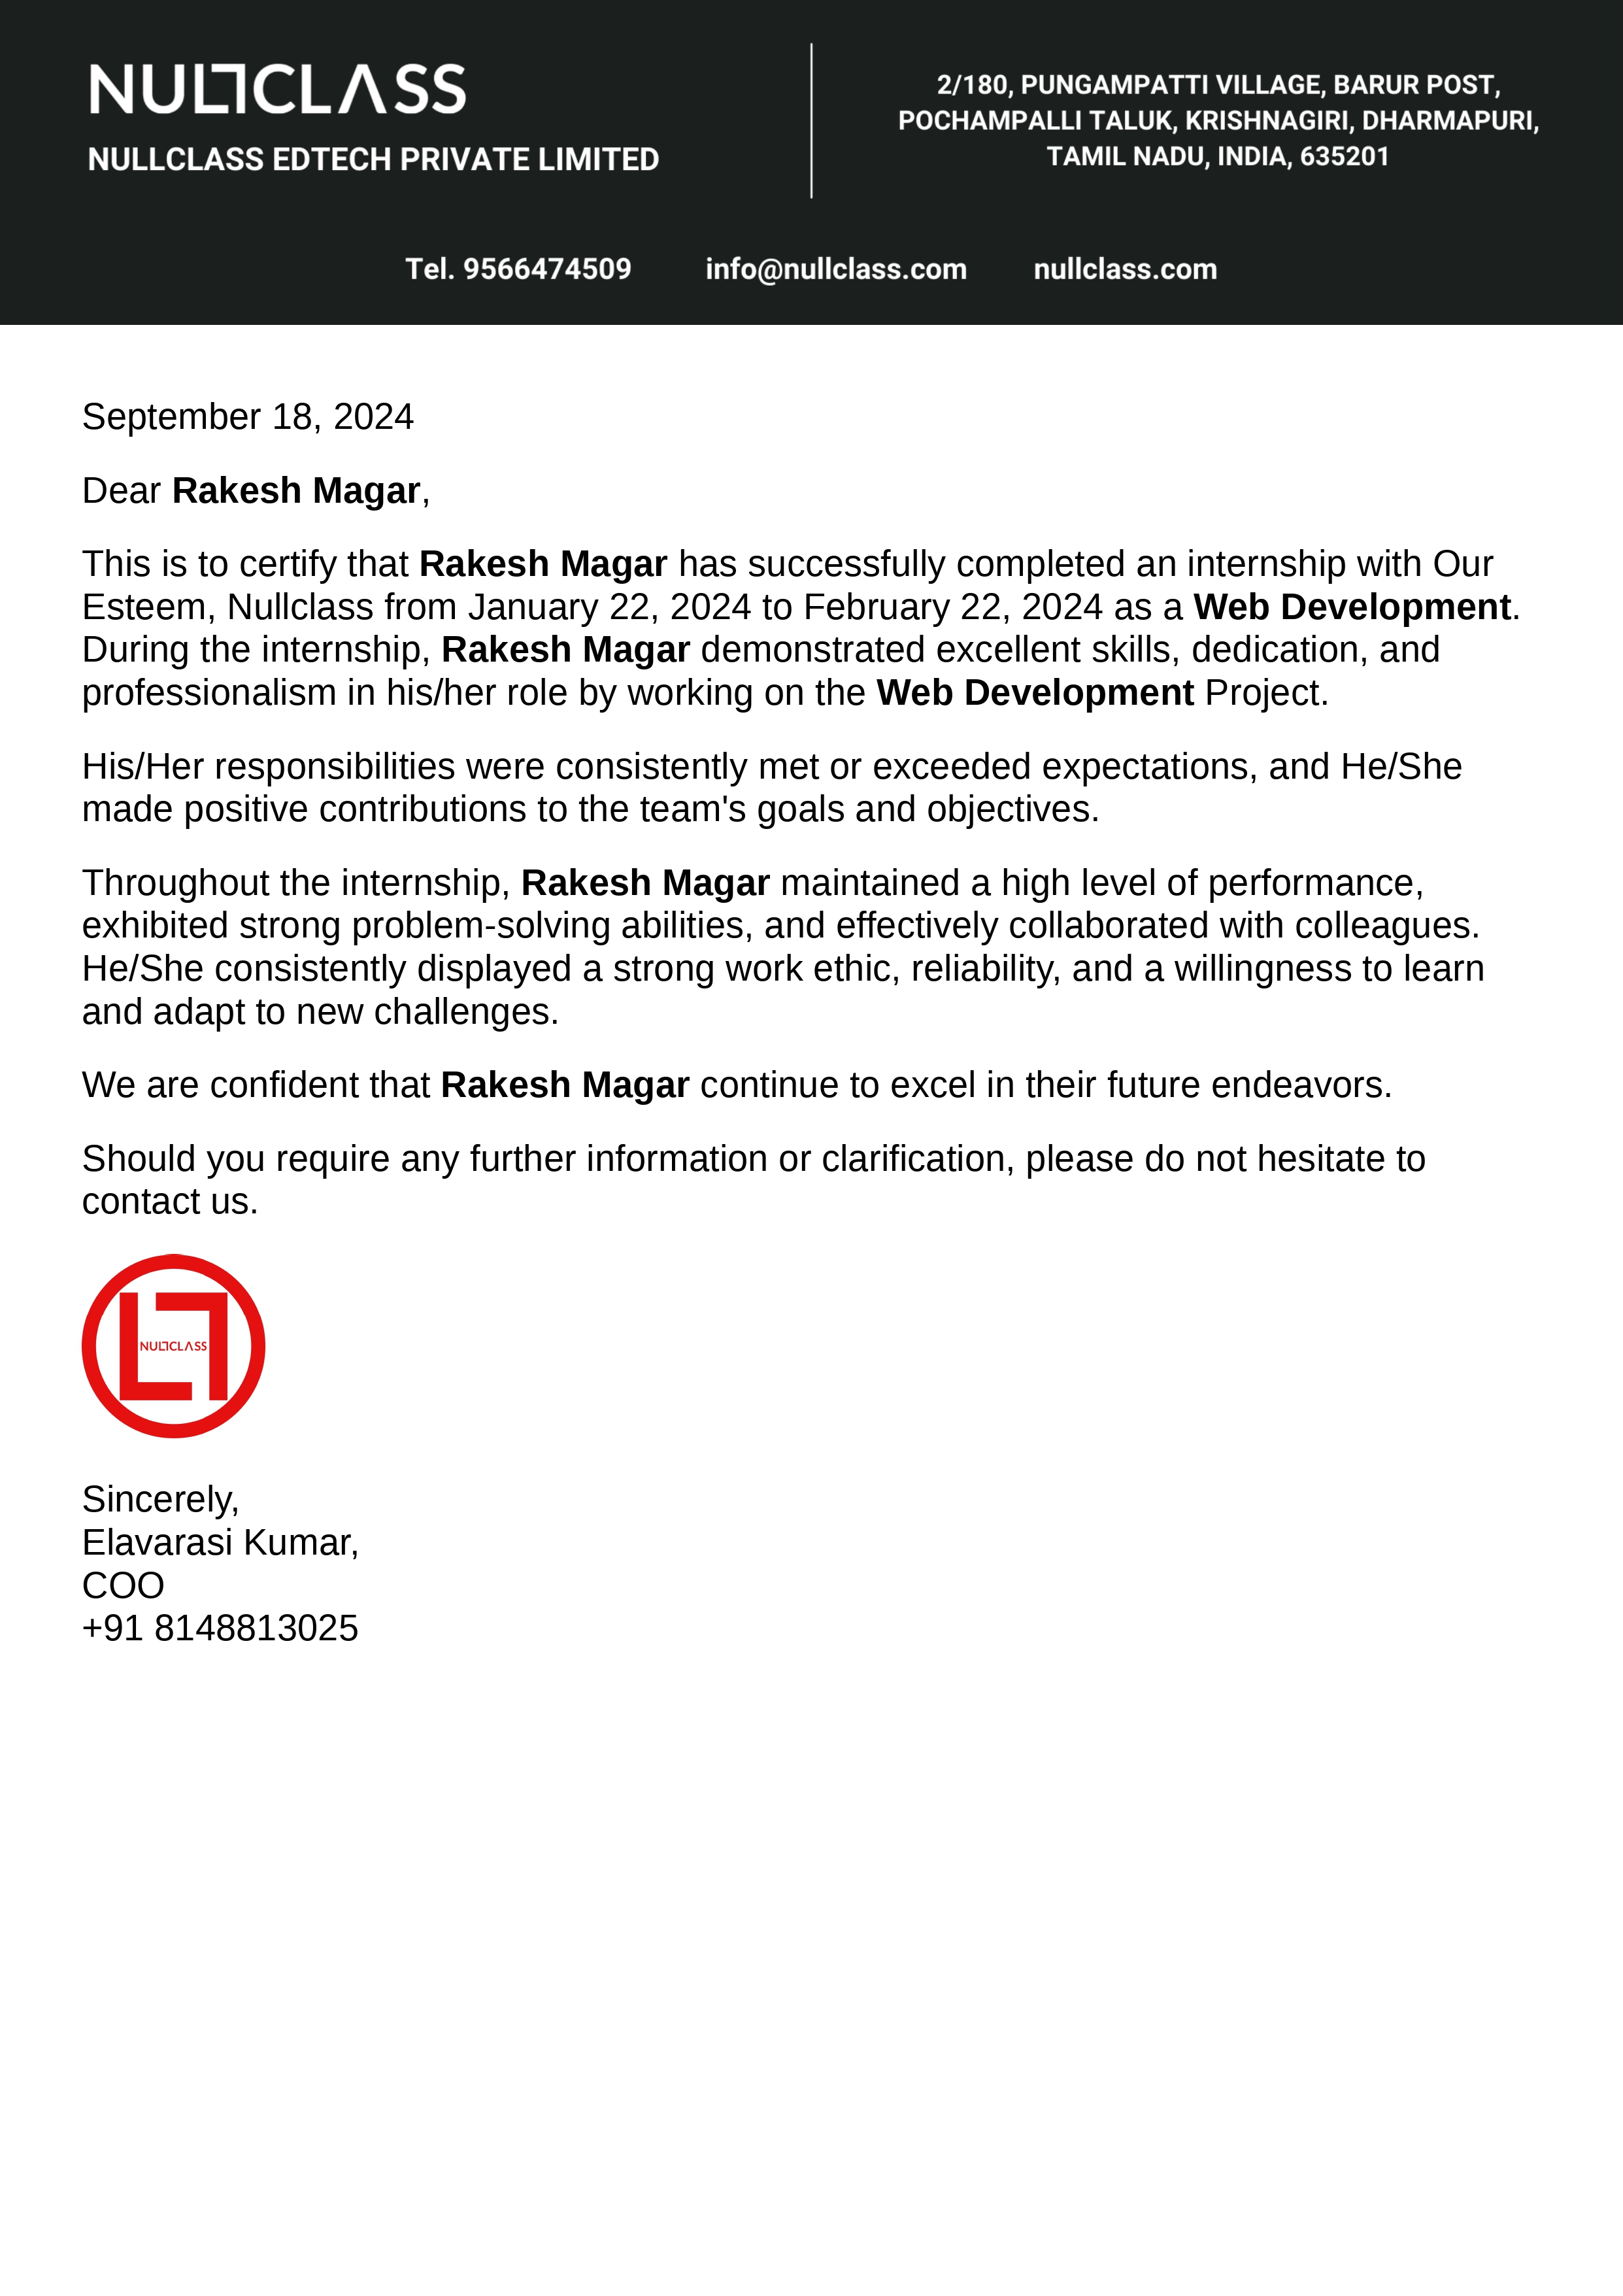 NULLCLASS
NULLCLASS EDTECH PRIVATE LIMITED
2/180, PUNGAMPATTI VILLAGE, BARUR POST,
POCHAMPALLI TALUK, KRISHNAGIRI, DHARMAPURI,
TAMIL NADU, INDIA, 635201
Tel. 9566474509 info@nullclass.com nullclass.com
September 18, 2024
Dear Rakesh Magar,
This is to certify that Rakesh Magar has successfully completed an internship with Our
Esteem, Nullclass from January 22, 2024 to February 22, 2024 as a Web Development.
During the internship, Rakesh Magar demonstrated excellent skills, dedication, and
professionalism in his/her role by working on the Web Development Project.
His/Her responsibilities were consistently met or exceeded expectations, and He/She
made positive contributions to the team's goals and objectives.
Throughout the internship, Rakesh Magar maintained a high level of performance,
exhibited strong problem-solving abilities, and effectively collaborated with colleagues.
He/She consistently displayed a strong work ethic, reliability, and a willingness to learn
and adapt to new challenges.
We are confident that Rakesh Magar continue to excel in their future endeavors.
Should you require any further information or clarification, please do not hesitate to
contact us.
NULLCLASS
Sincerely,
Elavarasi Kumar,
COO
+91 8148813025